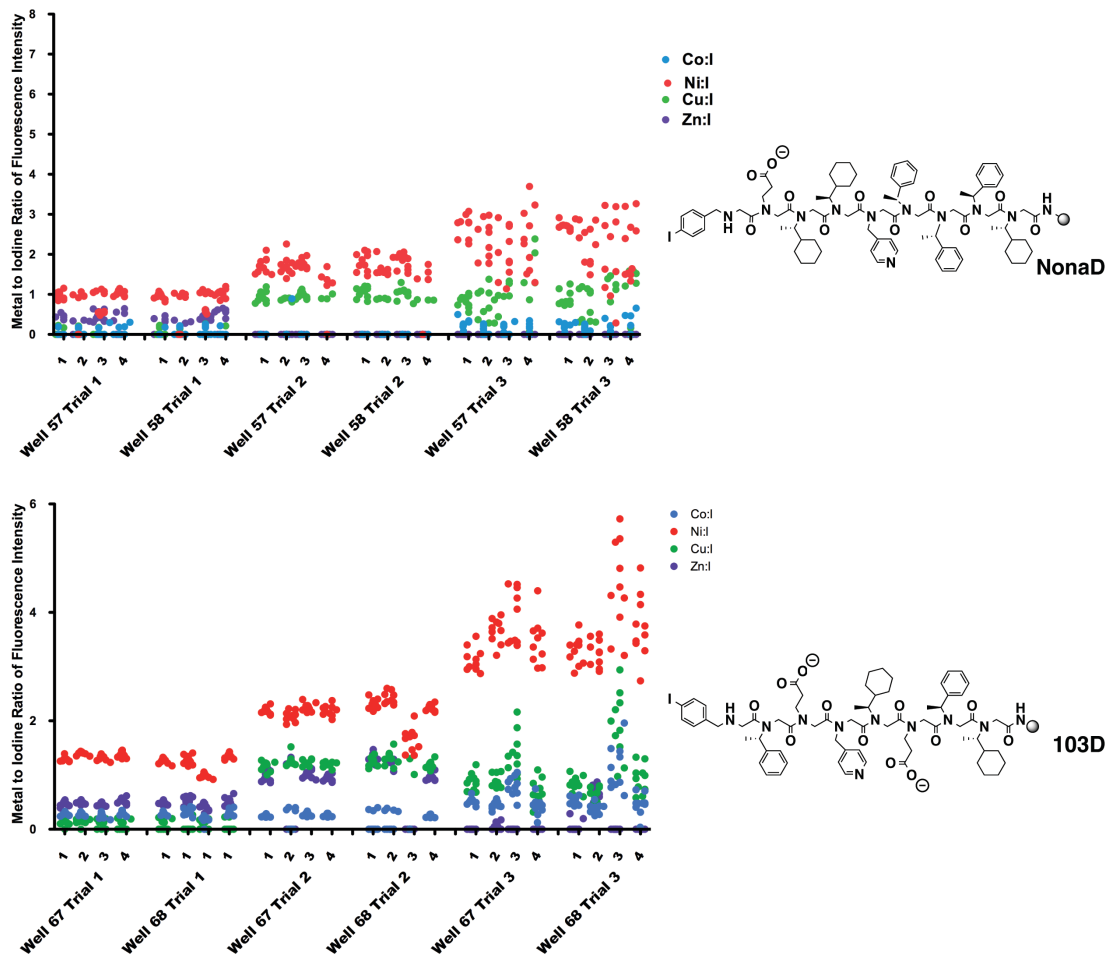 Metal to Iodine Ratio of Fluorescence Intensity
8
7
6
5
4
3
2
1
0
1 2 3 4 1 2 3 4 1 2 3 4 1 2 3 4 1 2 3 4 1 2 3 4
Well 57 Trial 1
Well 58 Trial 1
Well 57 Trial 2
Well 58 Trial 2
Well 57 Trial 3
Well 58 Trial 3
Co:I
Ni:I
Cu:I
Zn:I
I N H O N O O N O N O N O N O N O N O N O N O H N
NonaD
Metal to Iodine Ratio of Fluorescence Intensity
6
4
2
0
1 2 3 4 1 1 1 1 1 2 3 4 1 2 3 4 1 2 3 4 1 2 3 4
Well 67 Trial 1
Well 68 Trial 1
Well 67 Trial 2
Well 68 Trial 2
Well 67 Trial 3
Well 68 Trial 3
Co:I
Ni:I
Cu:I
Zn:I
103D